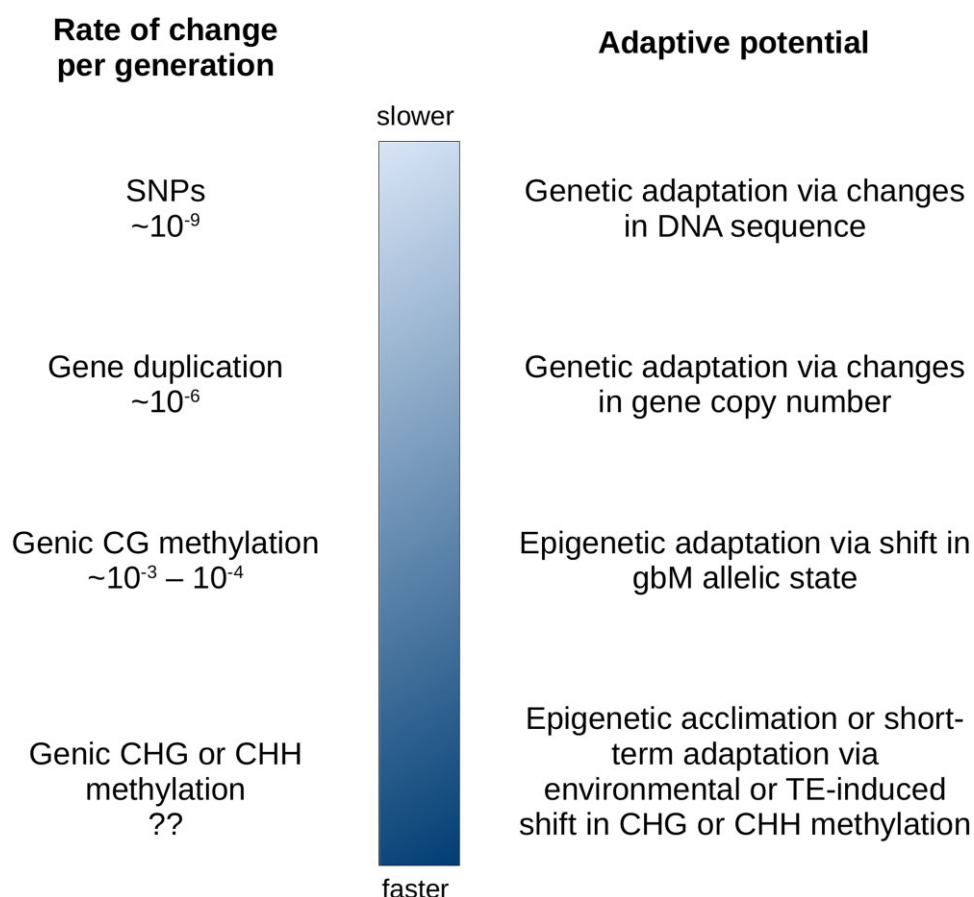 Rate of change
per generation
Adaptive potential
slower
SNPs
~10⁻⁹
Genetic adaptation via changes
in DNA sequence
Gene duplication
~10⁻⁶
Genetic adaptation via changes
in gene copy number
Genic CG methylation
~10⁻³ – 10⁻⁴
Epigenetic adaptation via shift in
gbM allelic state
Genic CHG or CHH
methylation
??
Epigenetic acclimation or short-
term adaptation via
environmental or TE-induced
shift in CHG or CHH methylation
faster